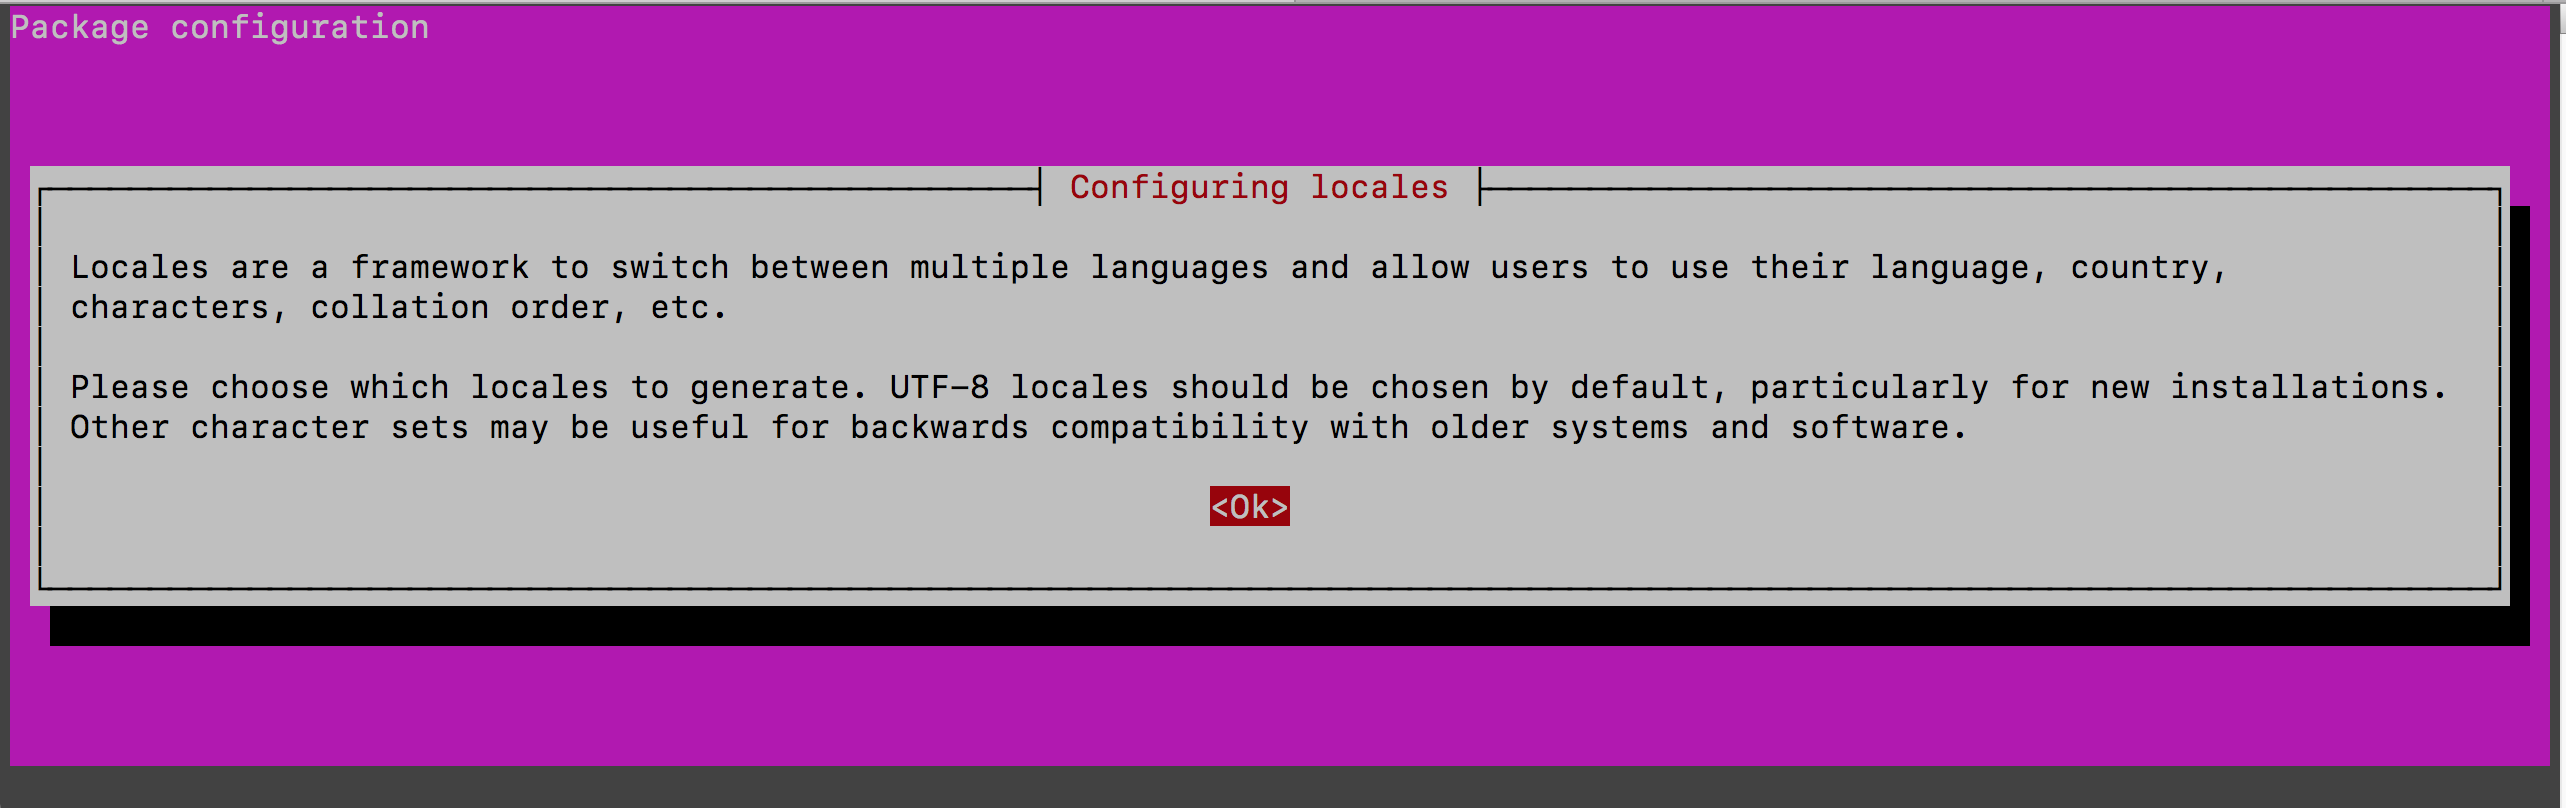 Package configuration
Configuring locales
Locales are a framework to switch between multiple languages and allow users to use their language, country,
characters, collation order, etc.
Please choose which locales to generate. UTF-8 locales should be chosen by default, particularly for new installations.
Other character sets may be useful for backwards compatibility with older systems and software.
<Ok>